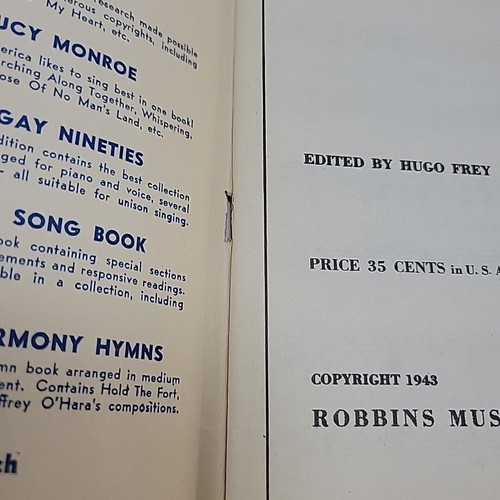 research made possible
erous copyrights, including
My Heart, etc.
UCY MONROE
erica likes to sing best in one book!
rching Along Together, Whispering,
ose Of No Man's Land, etc.
GAY NINETIES
dition contains the best collection
ged for piano and voice, several
- all suitable for unison singing.
SONG BOOK
ook containing special sections
ements and responsive readings.
ble in a collection, including
RMONY HYMNS
mn book arranged in medium
ent. Contains Hold The Fort,
ffrey O'Hara's compositions.
ch
EDITED BY HUGO FREY
PRICE 35 CENTS in U. S. A
COPYRIGHT 1943
ROBBINS MUS